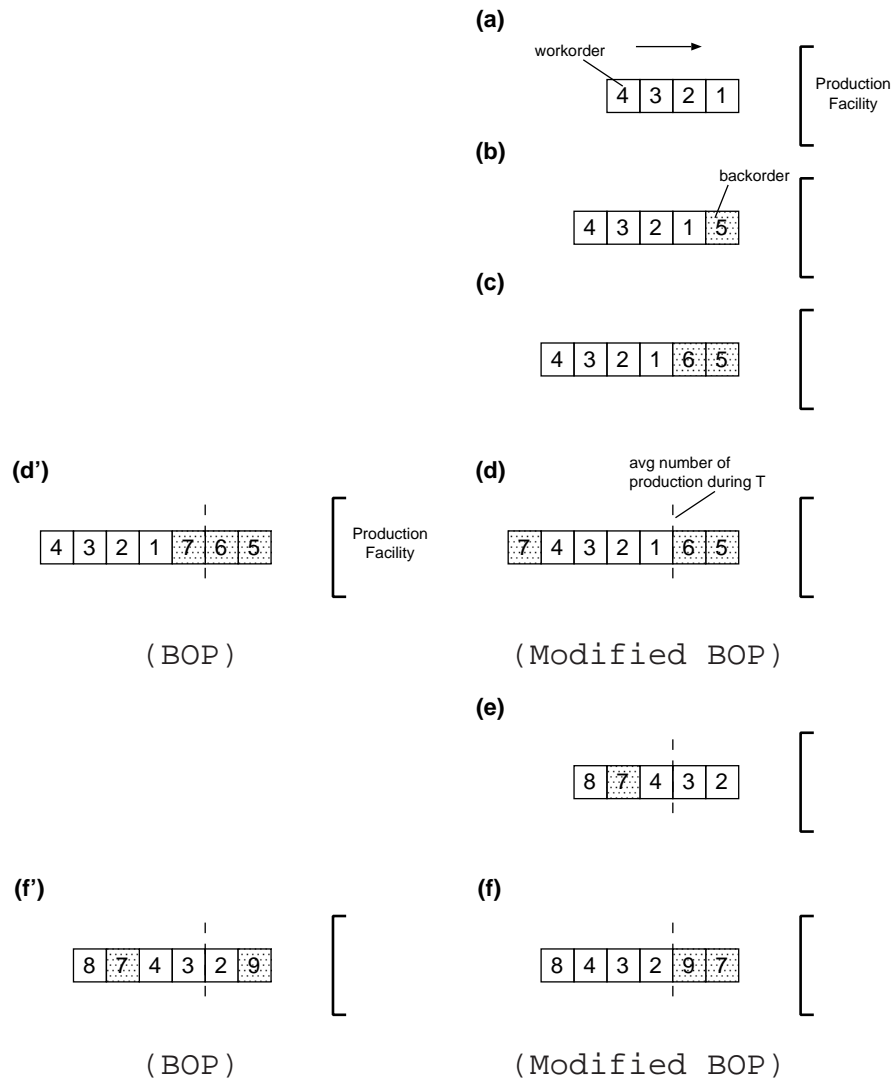 (a)
workorder
4 3 2 1
Production
Facility
(b)
backorder
4 3 2 1 5
(c)
4 3 2 1 6 5
(d’)
4 3 2 1 7 6 5
Production
Facility
(BOP)
(d)
avg number of
production during T
7 4 3 2 1 6 5
(Modified BOP)
(e)
8 7 4 3 2
(f’)
8 7 4 3 2 9
(BOP)
(f)
8 4 3 2 9 7
(Modified BOP)